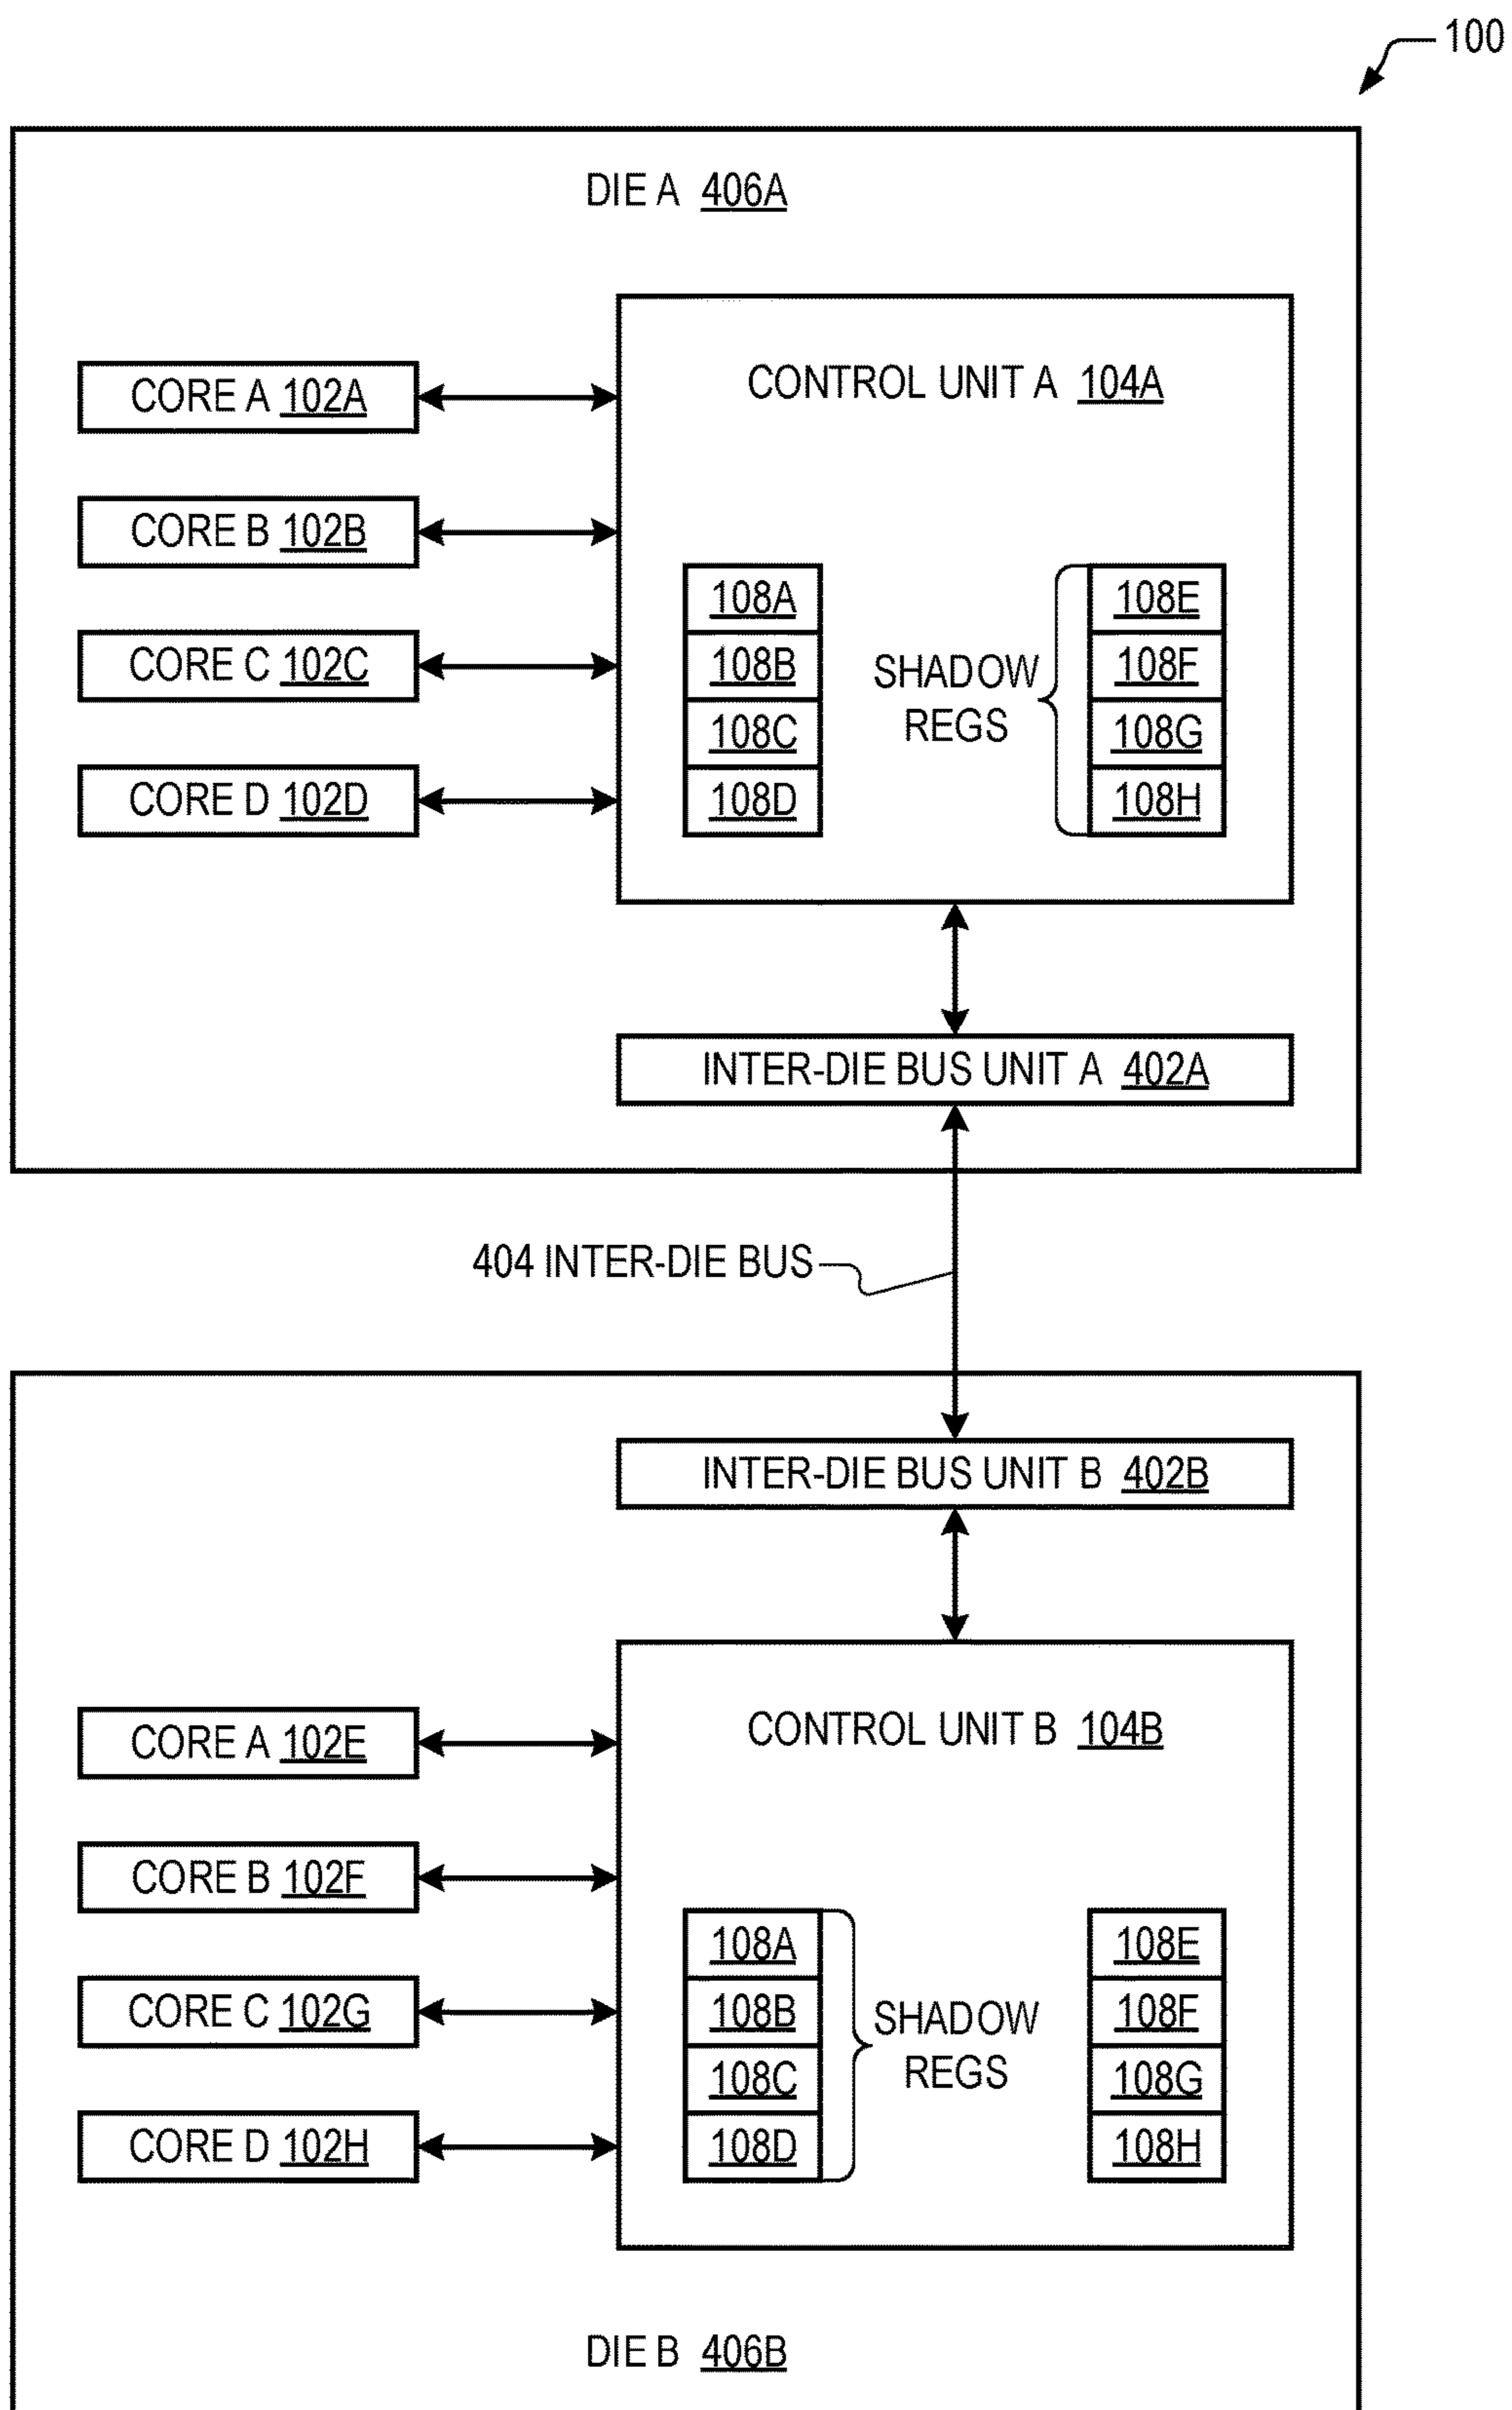 100
DIE A 406A
CONTROL UNIT A 104A
CORE A 102A
CORE B 102B
CORE C 102C
CORE D 102D
108A
108B
108C
108D
SHADOW
REGS
108E
108F
108G
108H
INTER-DIE BUS UNIT A 402A
404 INTER-DIE BUS
INTER-DIE BUS UNIT B 402B
CONTROL UNIT B 104B
CORE A 102E
CORE B 102F
CORE C 102G
CORE D 102H
108A
108B
108C
108D
SHADOW
REGS
108E
108F
108G
108H
DIE B 406B